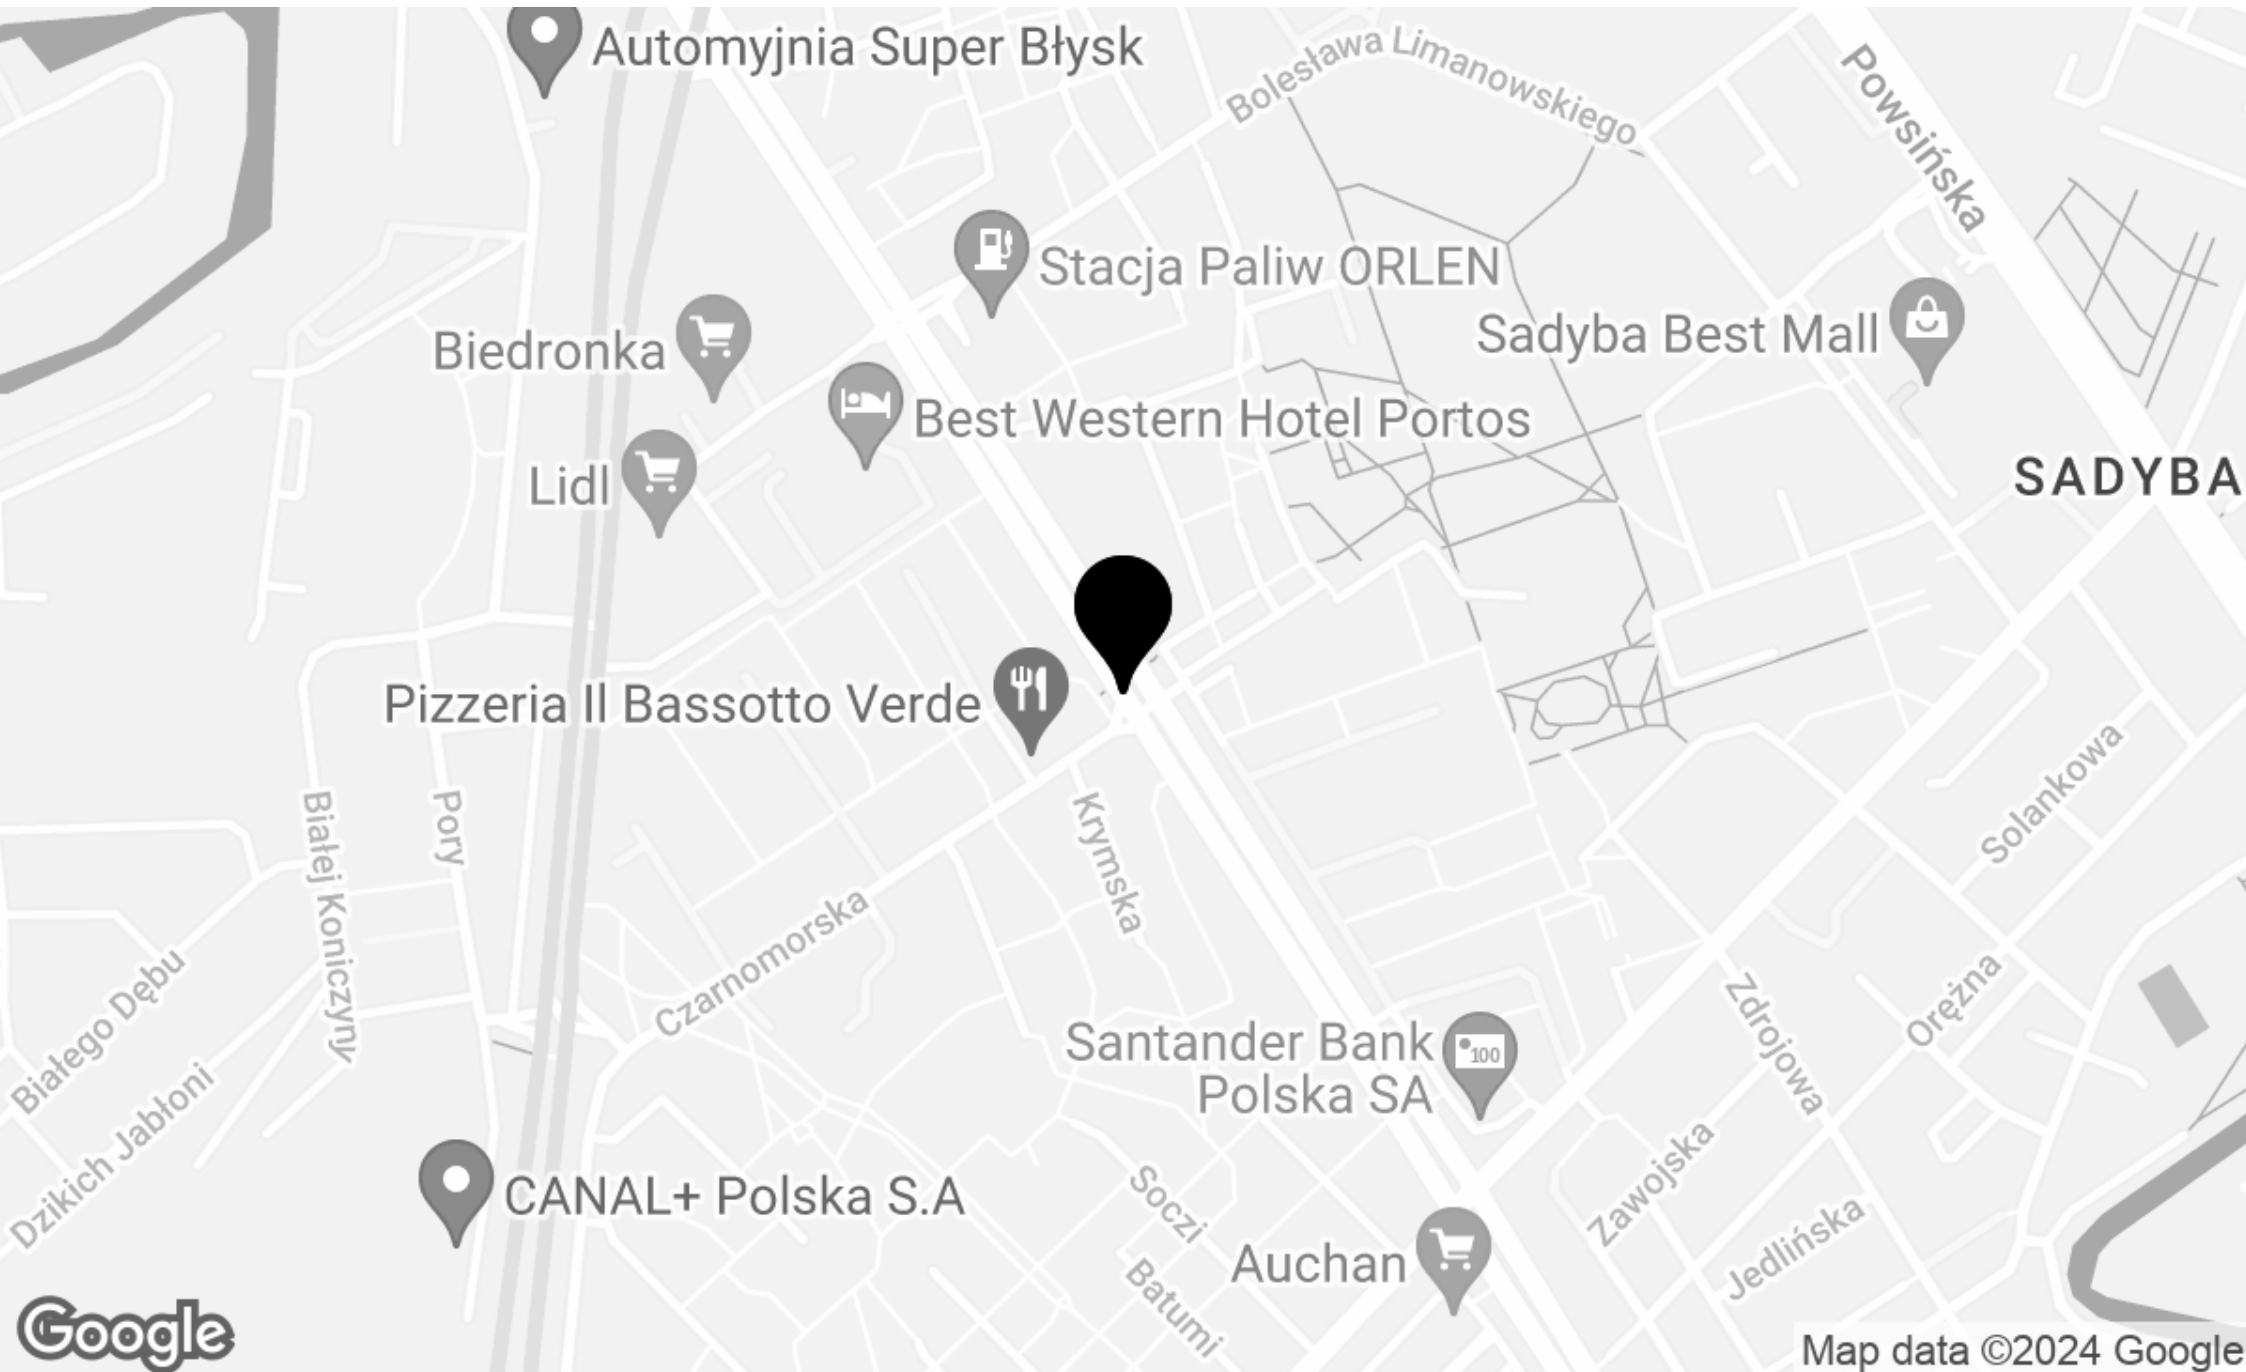 Automyjnia Super Błysk
Bolesława Limanowskiego
Powsińska
Stacja Paliw ORLEN
Biedronka
Sadyba Best Mall
Best Western Hotel Portos
Lidl
SADYBA
Pizzeria Il Bassotto Verde
Białej Koniczyny
Pory
Krymska
Solankowa
Czarnomorska
Białego Dębu
Dzikich Jabłoni
Zdrojowa
Orężna
Santander Bank
Polska SA
100
CANAL+ Polska S.A
Soczi
Zawojska
Jedlińska
Auchan
Batumi
Google
Map data ©2024 Google